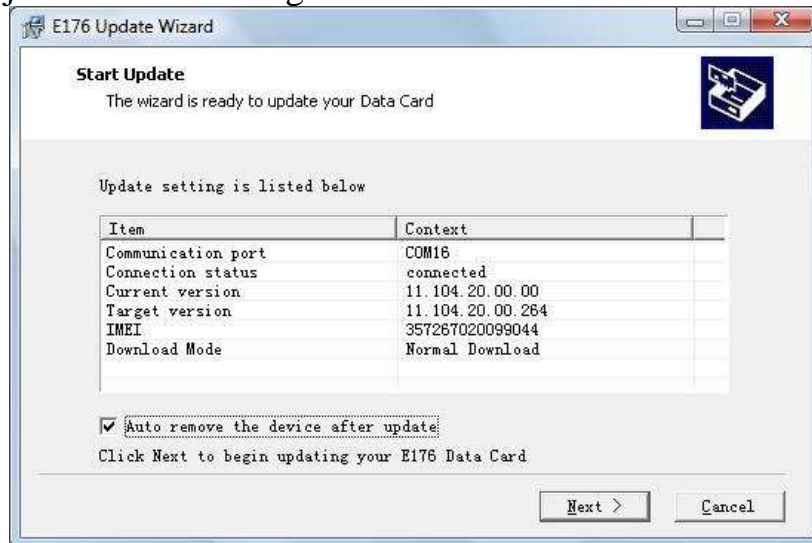 E176 Update Wizard
Start Update
The wizard is ready to update your Data Card
Update setting is listed below
Item Context
Communication port COM16
Connection status connected
Current version 11.104.20.00.00
Target version 11.104.20.00.264
IMEI 357267020099044
Download Mode Normal Download
Auto remove the device after update
Click Next to begin updating your E176 Data Card
Next > Cancel